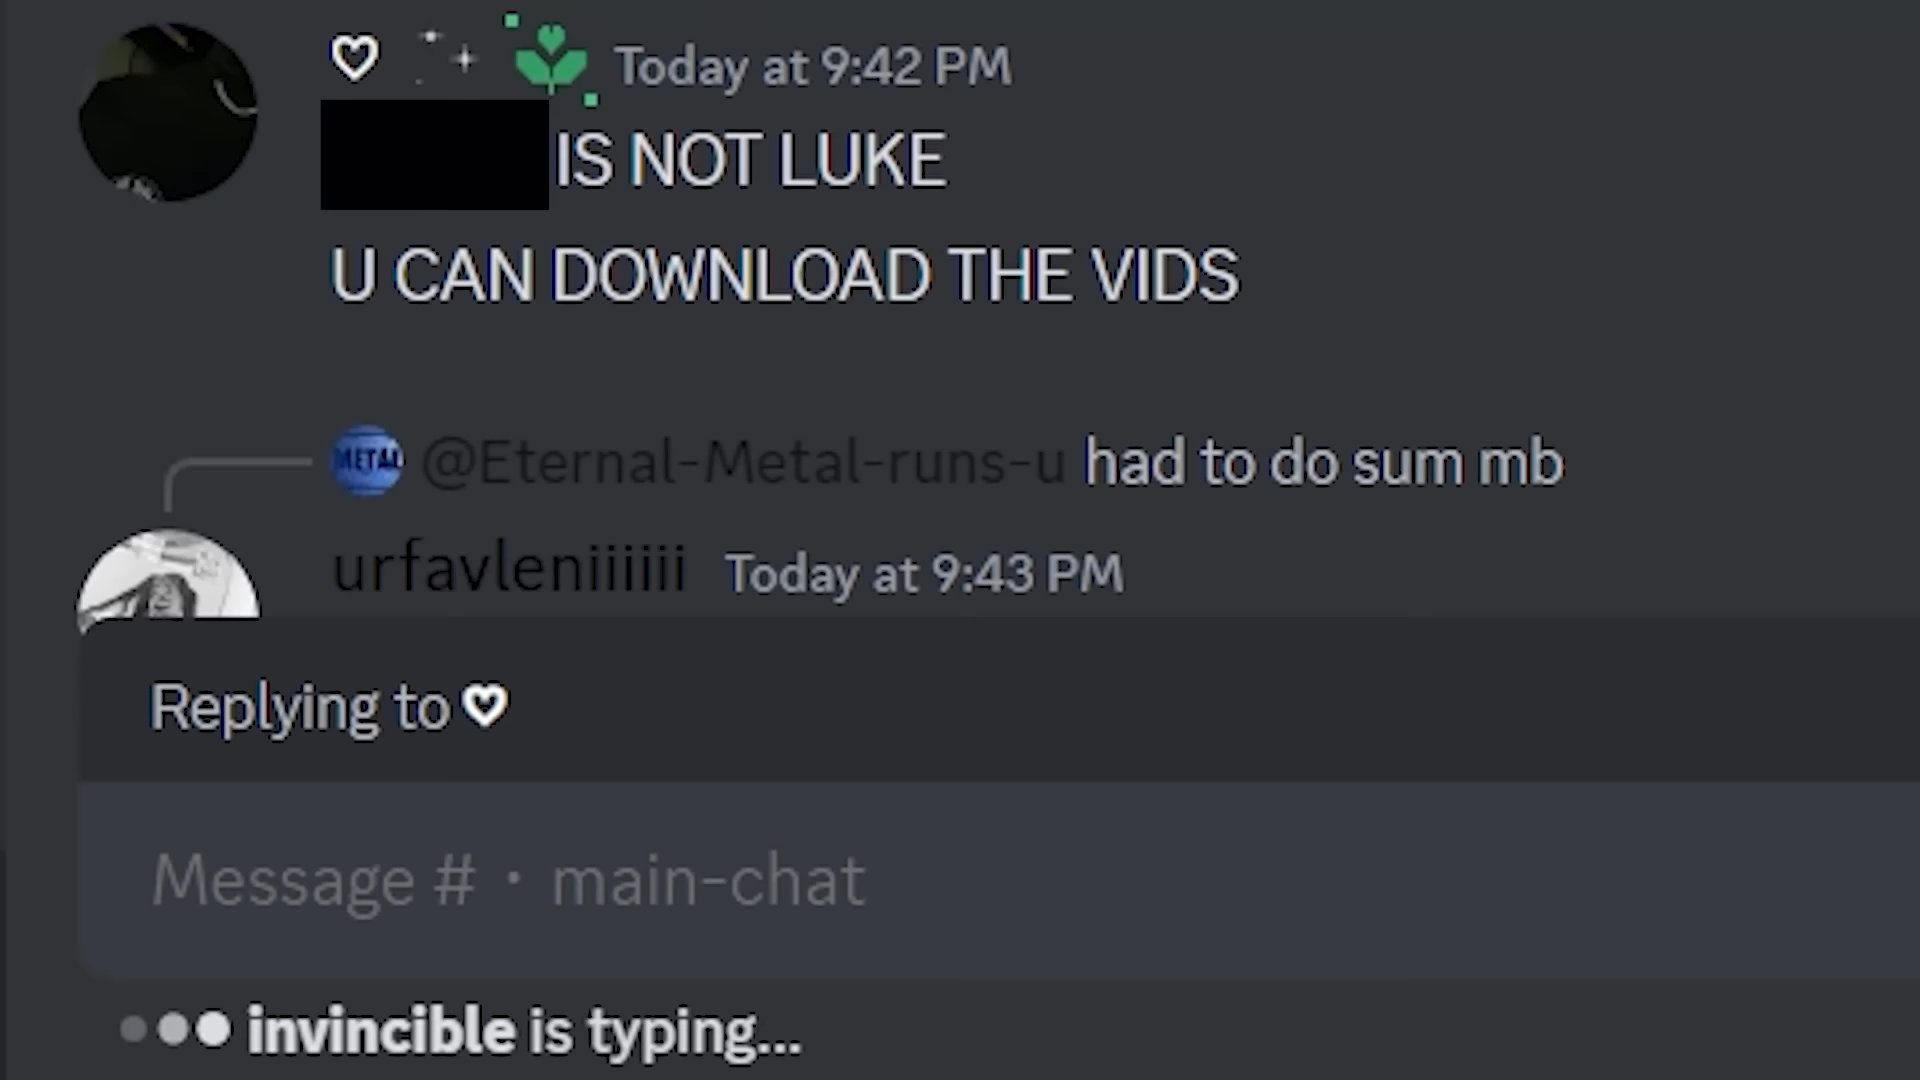 ♡ Today at 9:42 PM
IS NOT LUKE
U CAN DOWNLOAD THE VIDS
METAL @Eternal-Metal-runs-u had to do sum mb
urfavleniiiiii Today at 9:43 PM
Replying to ♡
Message # · main-chat
invincible is typing...